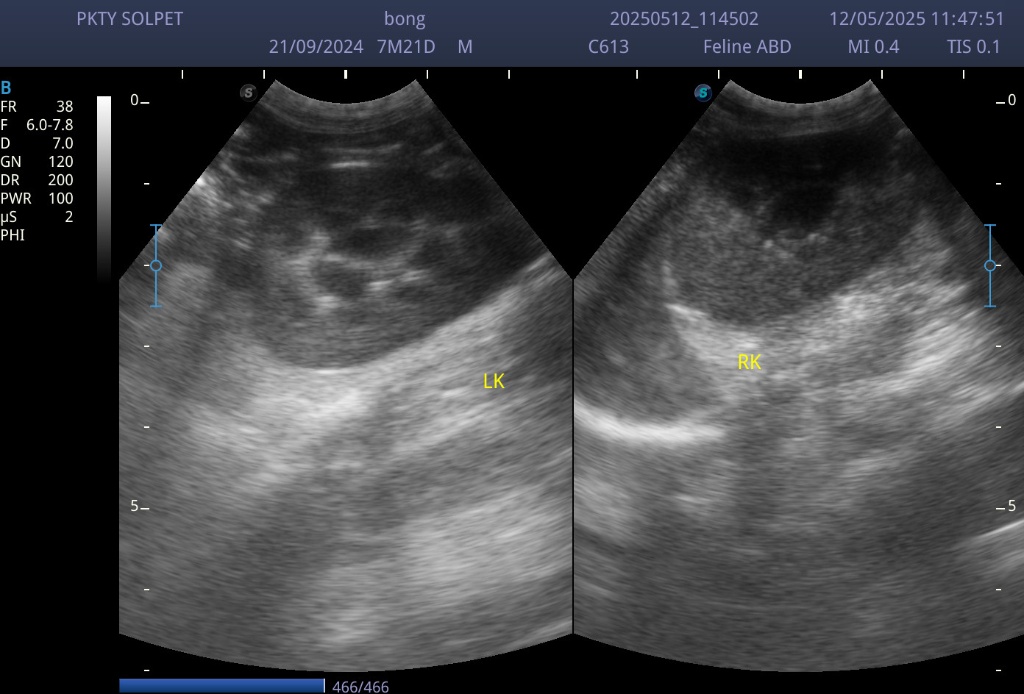 PKTY SOLPET bong 20250512_114502 12/05/2025 11:47:51
21/09/2024 7M21D M C613 Feline ABD MI 0.4 TIS 0.1
B
FR 38
F 6.0-7.8
D 7.0
GN 120
DR 200
PWR 100
µS 2
PHI
S S
0 0
LK
RK
5 5
466/466